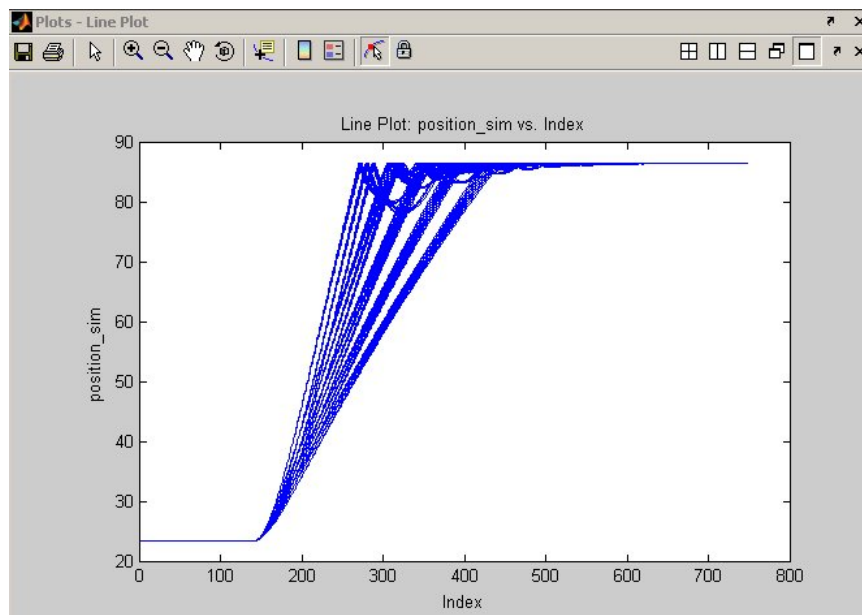 Plots - Line Plot
Line Plot: position_sim vs. Index
90
80
70
60
50
40
30
20
position_sim
0 100 200 300 400 500 600 700 800
Index